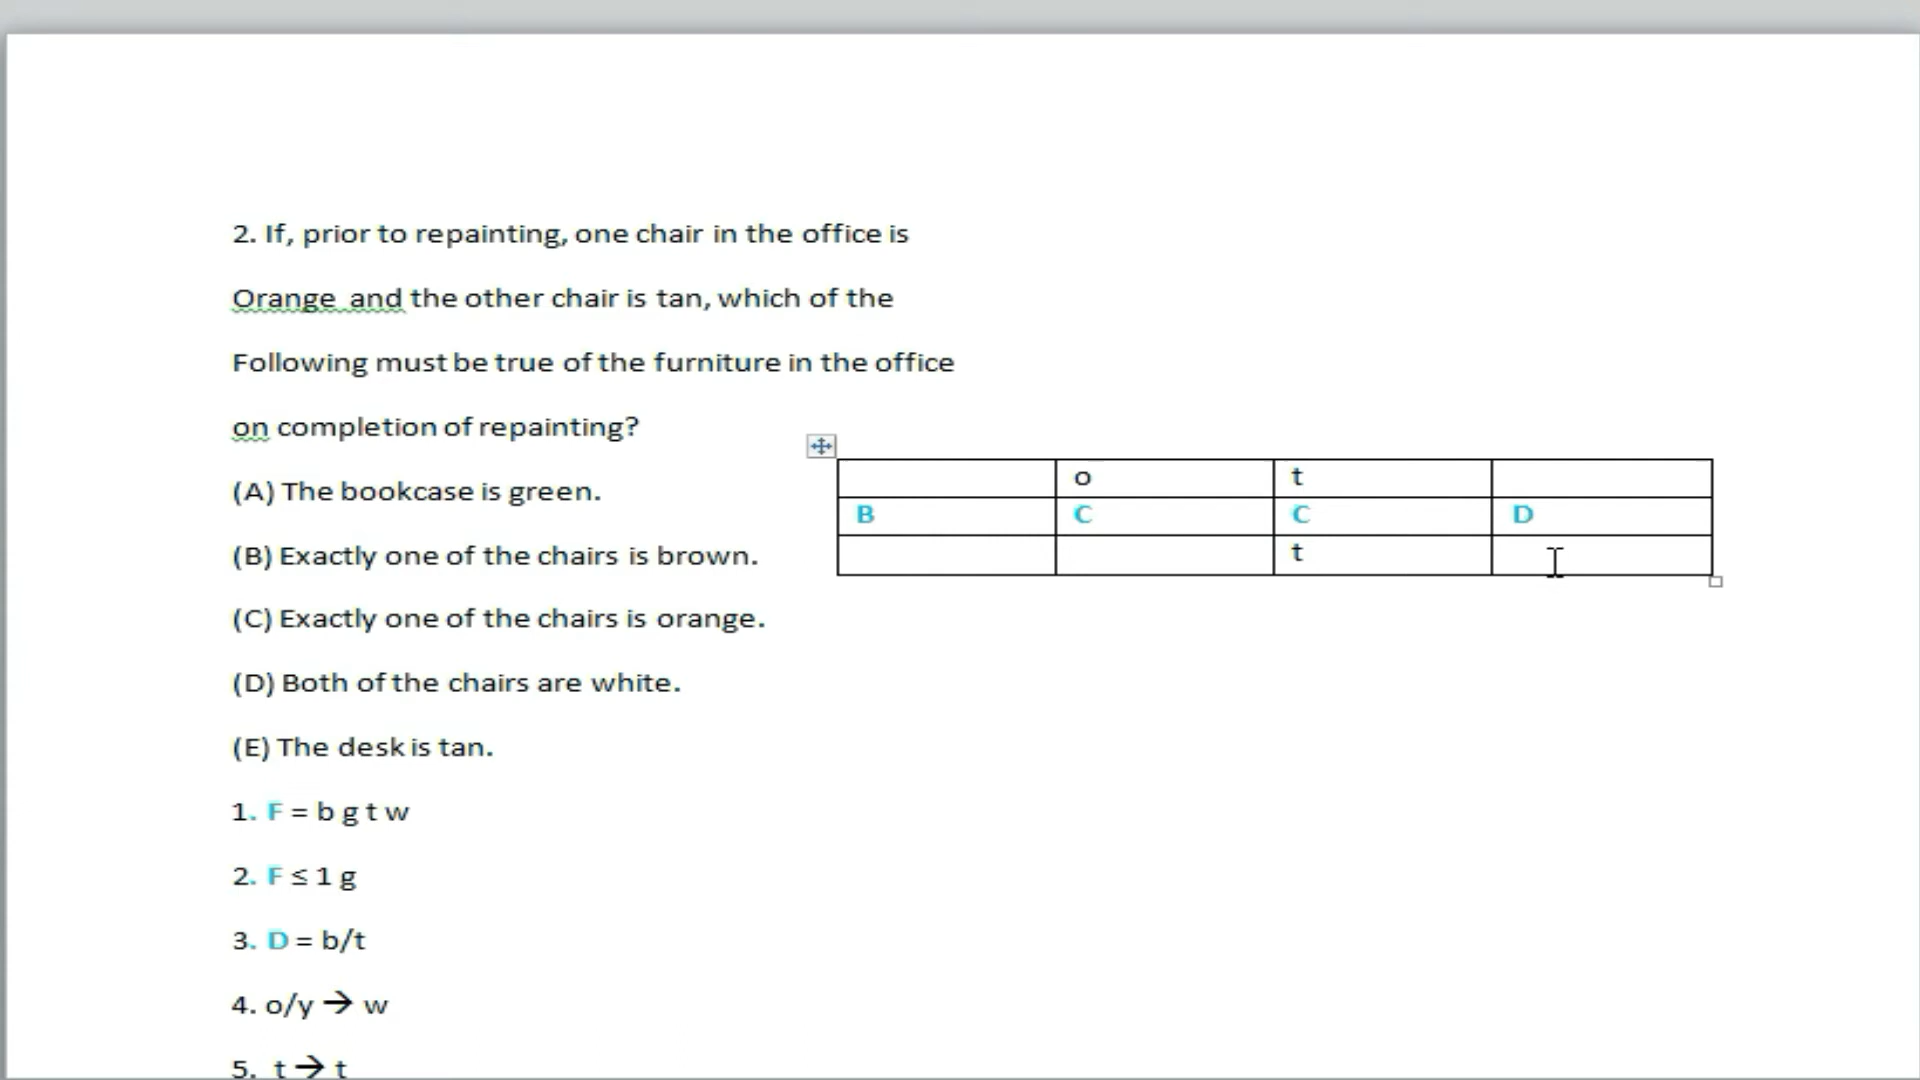 2. If, prior to repainting, one chair in the office is
Orange and the other chair is tan, which of the
Following must be true of the furniture in the office
on completion of repainting?
(A) The bookcase is green.
(B) Exactly one of the chairs is brown.
(C) Exactly one of the chairs is orange.
(D) Both of the chairs are white.
(E) The desk is tan.
o t
B C C D
t
1. F = b g t w
2. F ≤ 1 g
3. D = b/t
4. o/y → w
5. t → t